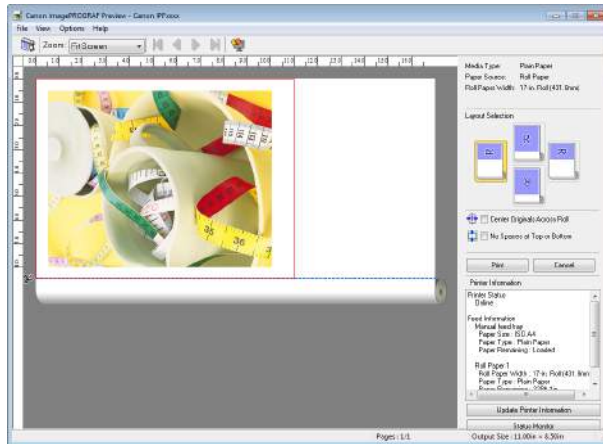 Canon imagePROGRAF Preview - Canon iPFxxxx
File View Options Help
Zoom: Fit Screen
Media Type: Plain Paper
Paper Source: Roll Paper
Roll Paper Width: 17-in. Roll(431.8mm)
Layout Selection
Center Originals Across Roll
No Spaces at Top or Bottom
Print Cancel
Printer Information
Printer Status
Online
Feed Information
Manual feed tray
Paper Size : ISO A4
Paper Type : Plain Paper
Paper Remaining : Loaded
Roll Paper 1
Roll Paper Width : 17-in. Roll(431.8mm
Paper Type : Plain Paper
Update Printer Information
Status Monitor
Pages : 1/1
Output Size : 11.00in × 8.50in
35 36